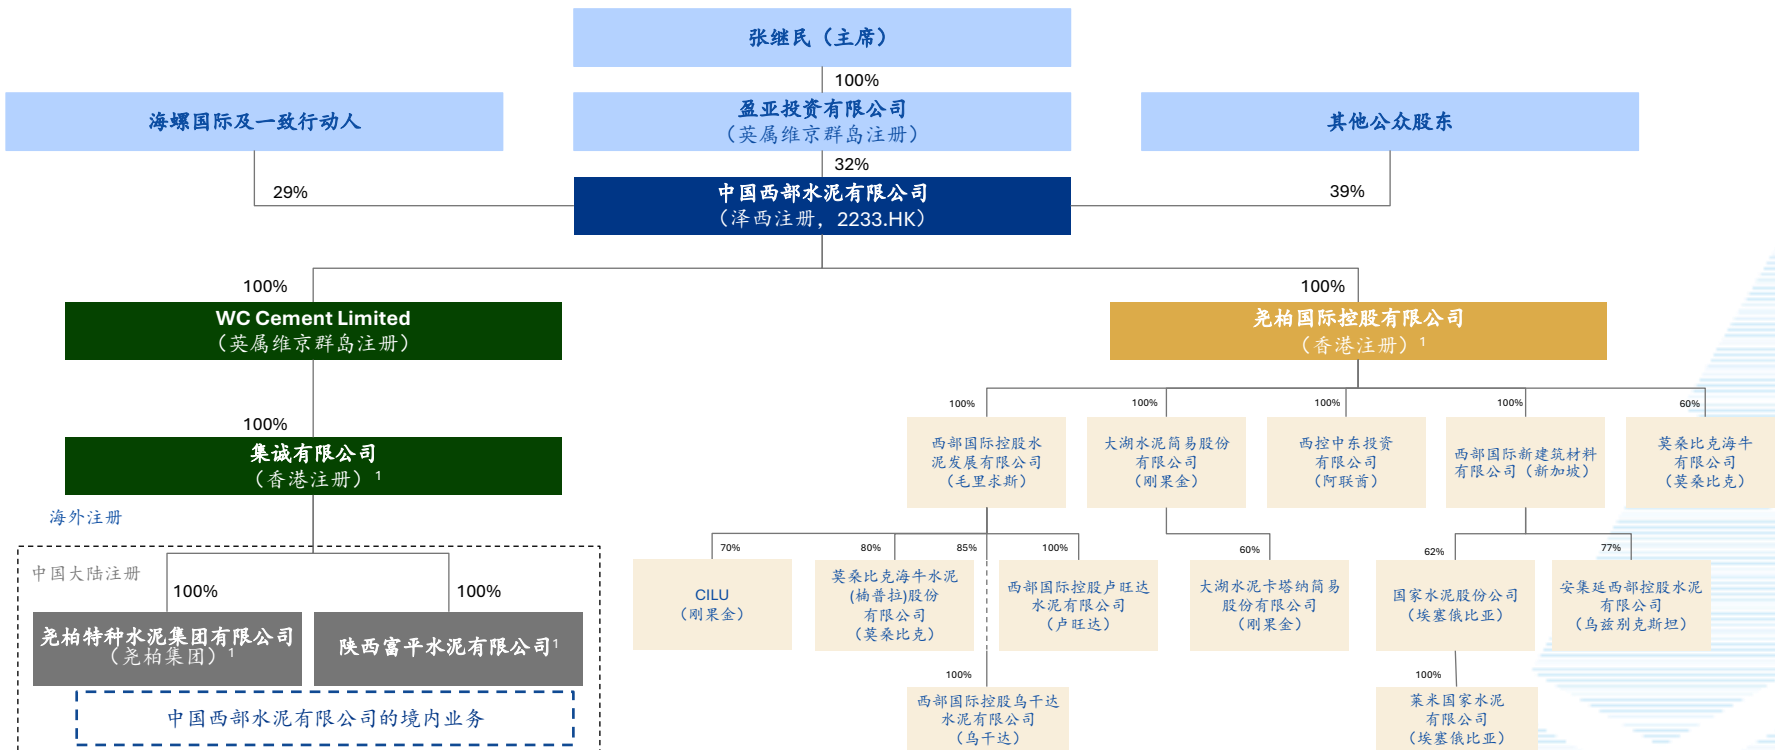 张继民（主席）
100%
海螺国际及一致行动人
盈亚投资有限公司
（英属维京群岛注册）
其他公众股东
32%
29%
39%
中国西部水泥有限公司
（泽西注册，2233.HK）
100%
100%
WC Cement Limited
（英属维京群岛注册）
尧柏国际控股有限公司
（香港注册）1
100%
集诚有限公司
（香港注册）1
海外注册
中国大陆注册
100%
100%
尧柏特种水泥集团有限公司
（尧柏集团）1
陕西富平水泥有限公司1
中国西部水泥有限公司的境内业务
100%
100%
100%
100%
60%
西部国际控股水
泥发展有限公司
（毛里求斯）
大湖水泥简易股份
有限公司
（刚果金）
西控中东投资
有限公司
（阿联酋）
西部国际新建筑材料
有限公司（新加坡）
莫桑比克海牛
有限公司
（莫桑比克）
70%
80%
85%
100%
60%
62%
77%
CILU
（刚果金）
莫桑比克海牛水泥
(楠普拉)股份
有限公司
（莫桑比克）
西部国际控股卢旺达
水泥有限公司
（卢旺达）
大湖水泥卡塔纳简易
股份有限公司
（刚果金）
国家水泥股份公司
（埃塞俄比亚）
安集延西部控股水泥
有限公司
（乌兹别克斯坦）
100%
100%
西部国际控股乌干达
水泥有限公司
（乌干达）
莱米国家水泥
有限公司
（埃塞俄比亚）